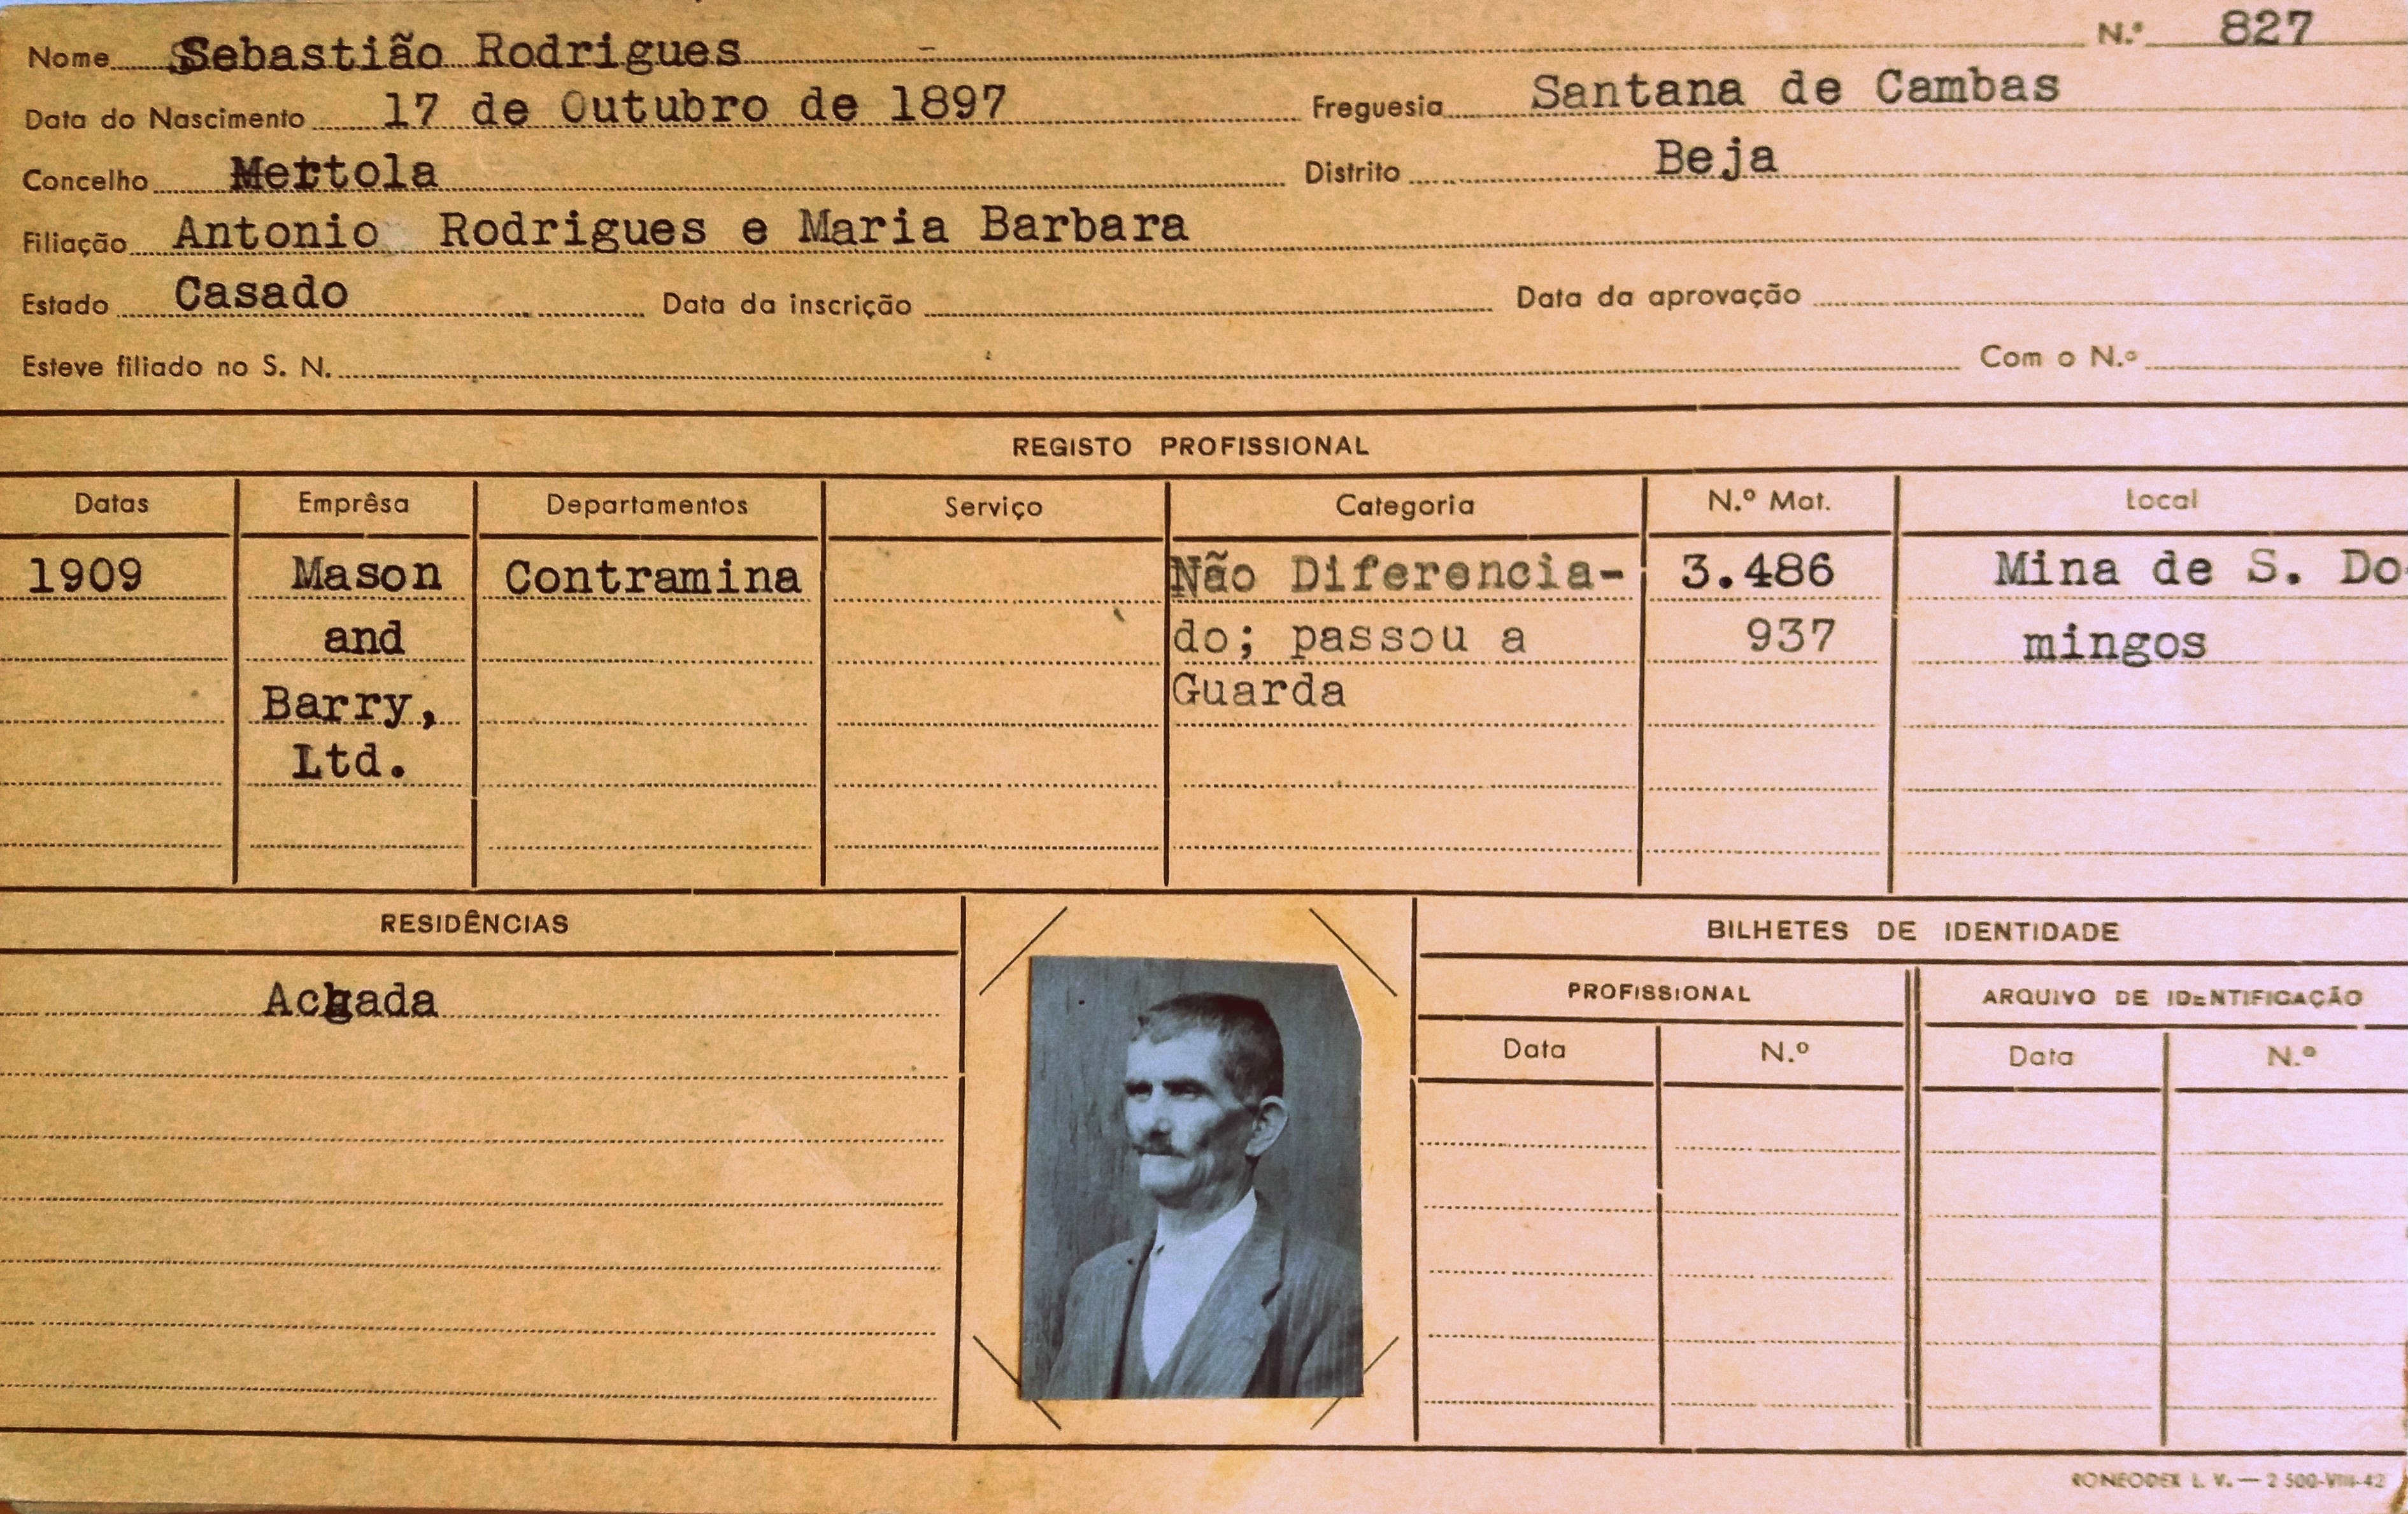 Nome Sebastião Rodrigues N.º 827
Data do Nascimento 17 de Outubro de 1897 Freguesia Santana de Cambas
Concelho Mertola Distrito Beja
Filiação Antonio Rodrigues e Maria Barbara
Estado Casado Data da inscrição Data da aprovação
Esteve filiado no S. N. Com o N.º
REGISTO PROFISSIONAL
Datas Emprêsa Departamentos Serviço Categoria N.º Mat. Local
1909 Mason Contramina Não Diferencia- 3.486 Mina de S. Do-
and do; passou a 937 mingos
Barry, Guarda
Ltd.
RESIDÊNCIAS BILHETES DE IDENTIDADE
Achada PROFISSIONAL ARQUIVO DE IDENTIFICAÇÃO
Data N.º Data N.º
RONEODEX L. V. — 2 500-VIII-42